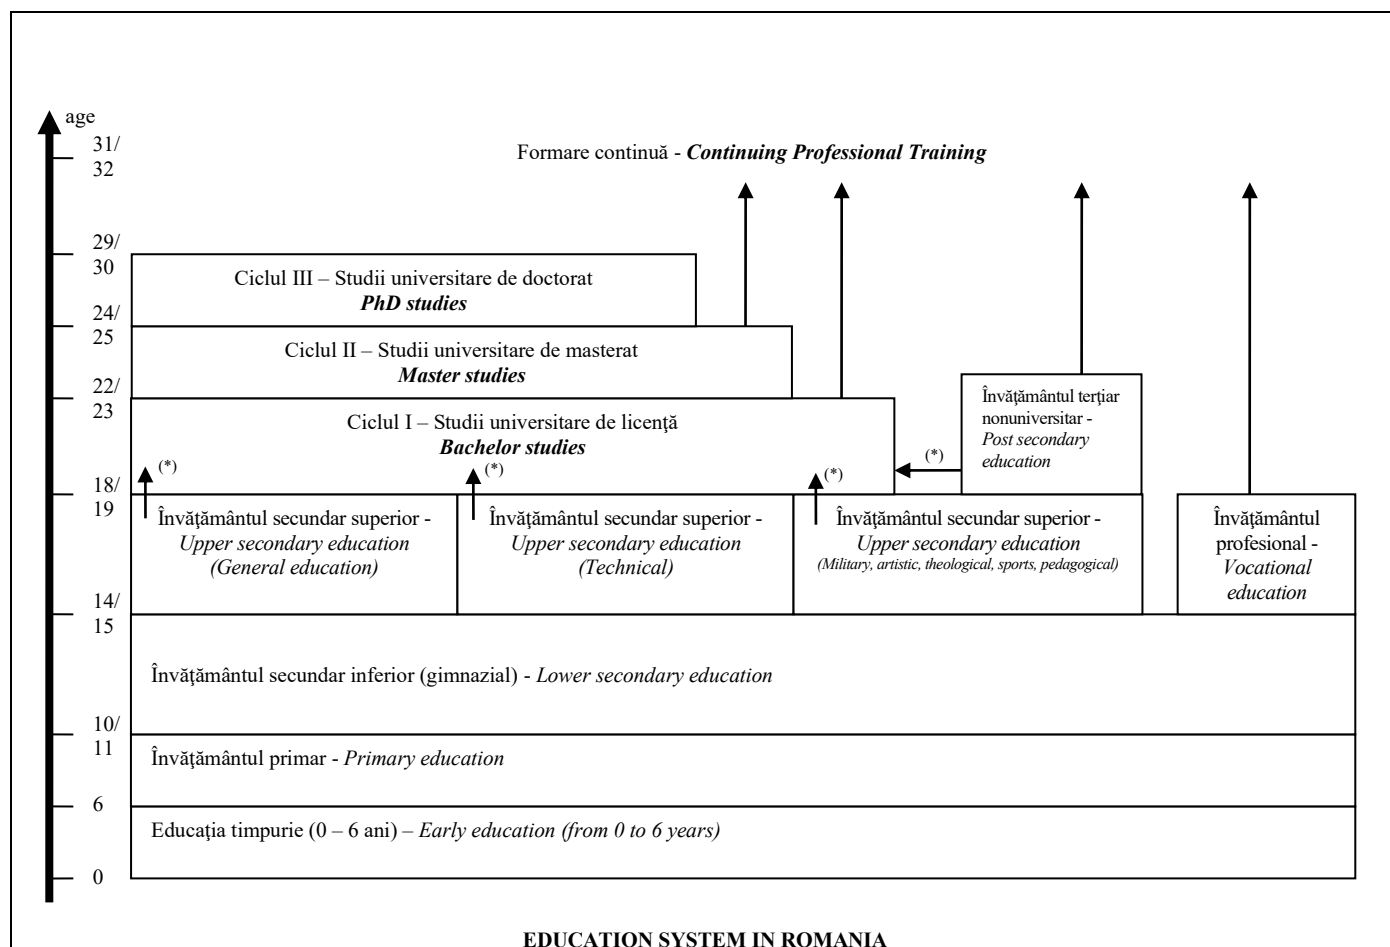 age
31/
32
Formare continuă - Continuing Professional Training
29/
30
Ciclul III – Studii universitare de doctorat
PhD studies
24/
25
Ciclul II – Studii universitare de masterat
Master studies
22/
23
Ciclul I – Studii universitare de licenţă
Bachelor studies
Învăţământul terţiar
nonuniversitar -
Post secondary
education
(*)
(*)
(*)
(*)
18/
19
Învăţământul secundar superior -
Upper secondary education
(General education)
Învăţământul secundar superior -
Upper secondary education
(Technical)
Învăţământul secundar superior -
Upper secondary education
(Military, artistic, theological, sports, pedagogical)
Învăţământul
profesional -
Vocational
education
14/
15
Învăţământul secundar inferior (gimnazial) - Lower secondary education
10/
11
Învăţământul primar - Primary education
6
Educaţia timpurie (0 – 6 ani) – Early education (from 0 to 6 years)
0
EDUCATION SYSTEM IN ROMANIA